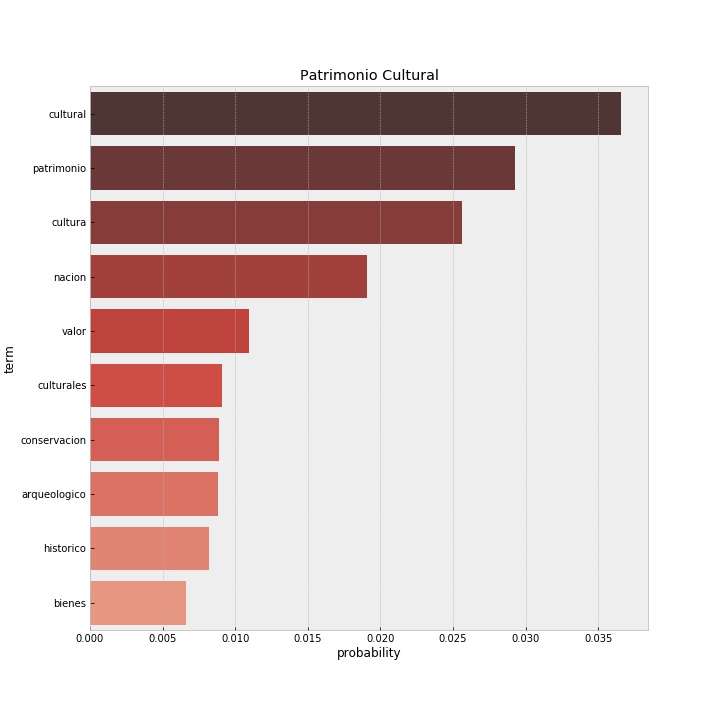 Patrimonio Cultural
cultural
patrimonio
cultura
nacion
valor
culturales
conservacion
arqueologico
historico
bienes
term
0.000 0.005 0.010 0.015 0.020 0.025 0.030 0.035
probability